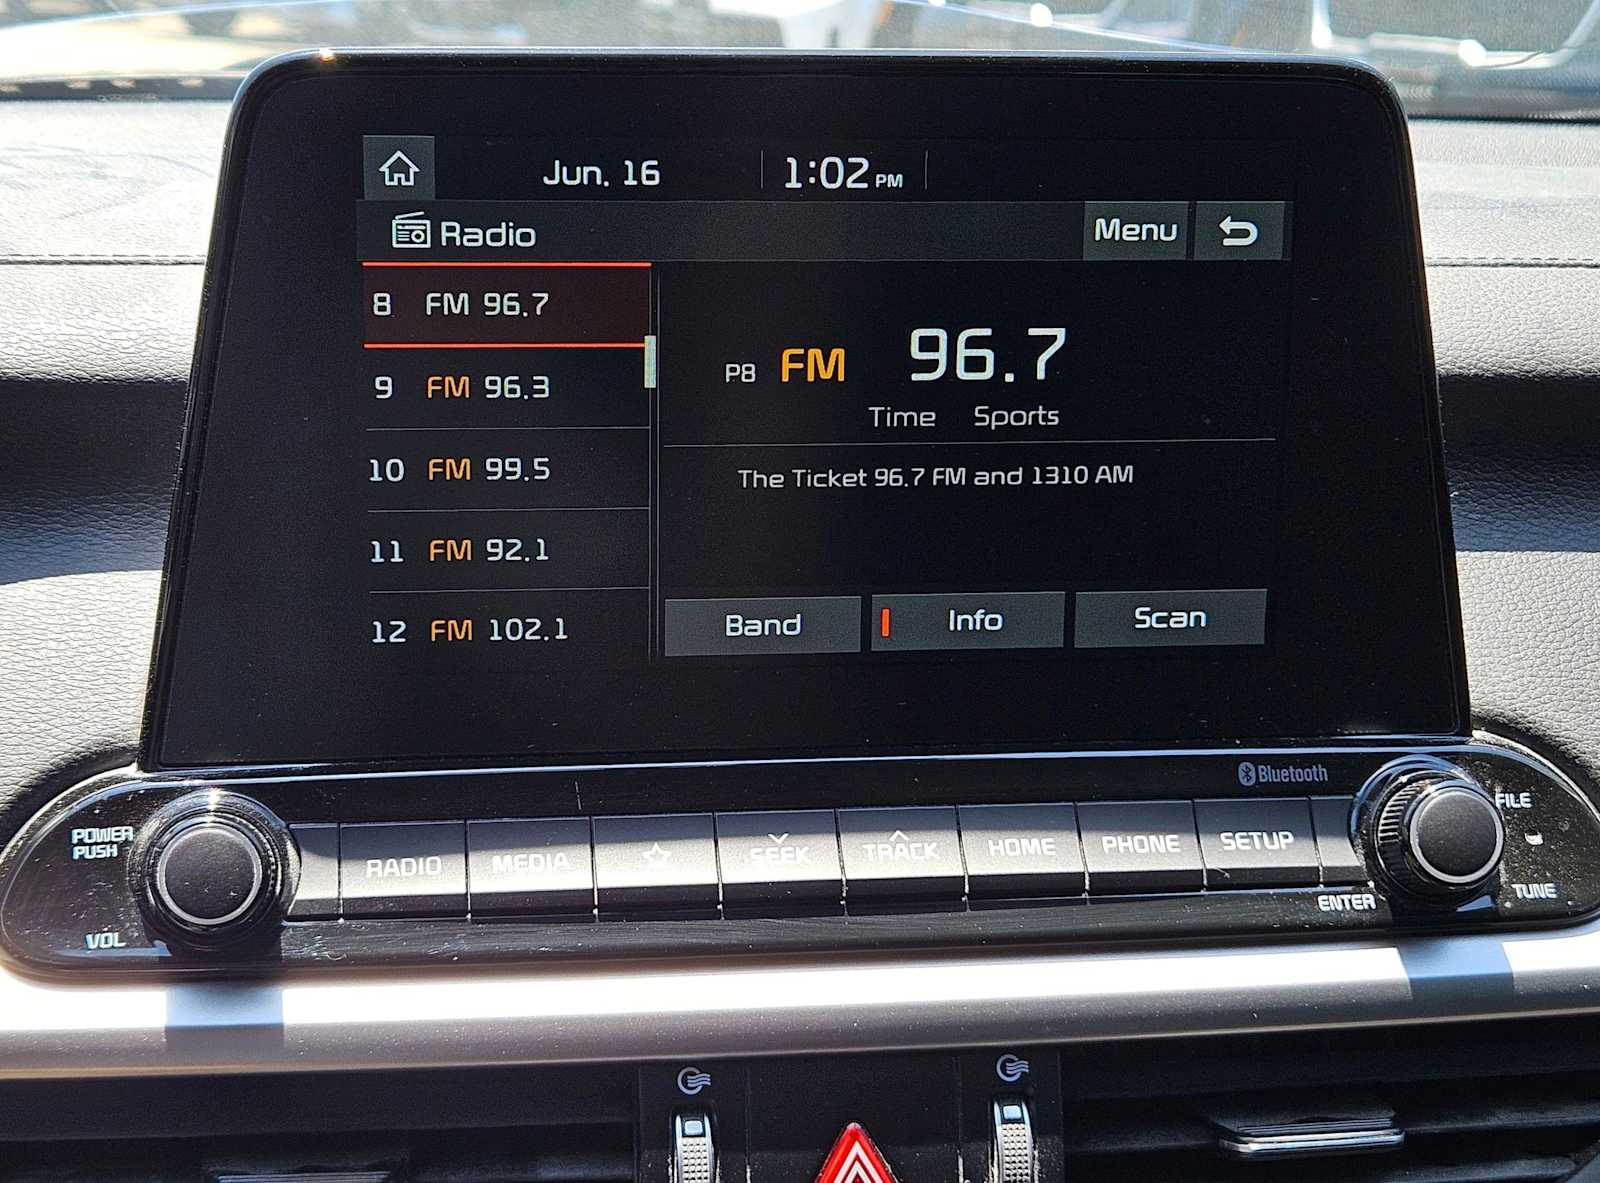 Jun. 16 1:02 PM
Radio Menu
8 FM 96.7
9 FM 96.3
10 FM 99.5
11 FM 92.1
12 FM 102.1
P8 FM 96.7
Time Sports
The Ticket 96.7 FM and 1310 AM
Band Info Scan
Bluetooth
POWER
PUSH
VOL
RADIO MEDIA SEEK TRACK HOME PHONE SETUP
FILE
TUNE
ENTER